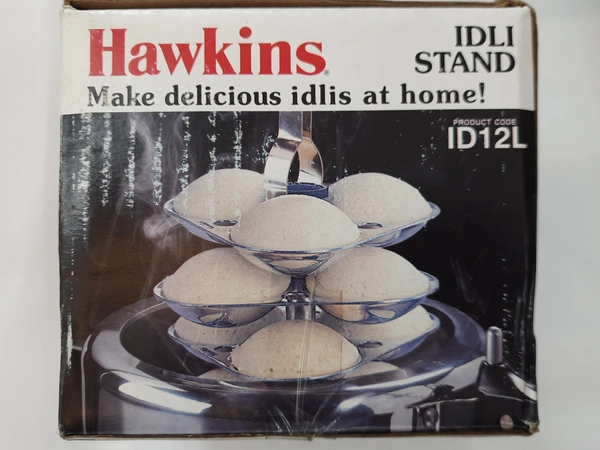 Hawkins®
IDLI
STAND
Make delicious idlis at home!
PRODUCT CODE
ID12L